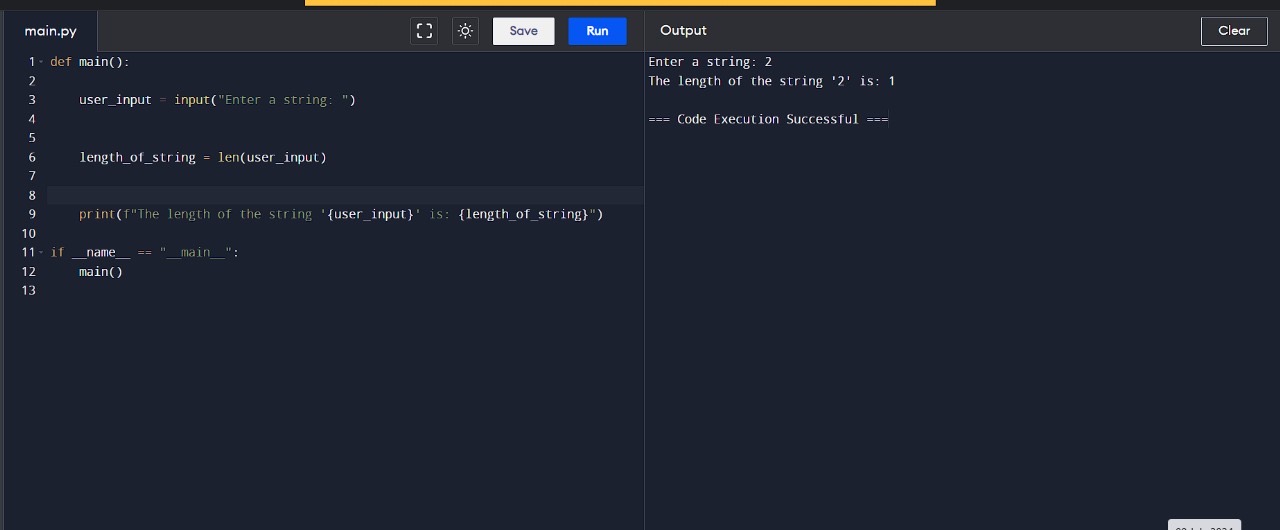 main.py
Save
Run
Output
Clear
1 def main():
2
3     user_input = input("Enter a string: ")
4
5
6     length_of_string = len(user_input)
7
8
9     print(f"The length of the string '{user_input}' is: {length_of_string}")
10
11 if __name__ == "__main__":
12     main()
13
Enter a string: 2
The length of the string '2' is: 1
=== Code Execution Successful ===